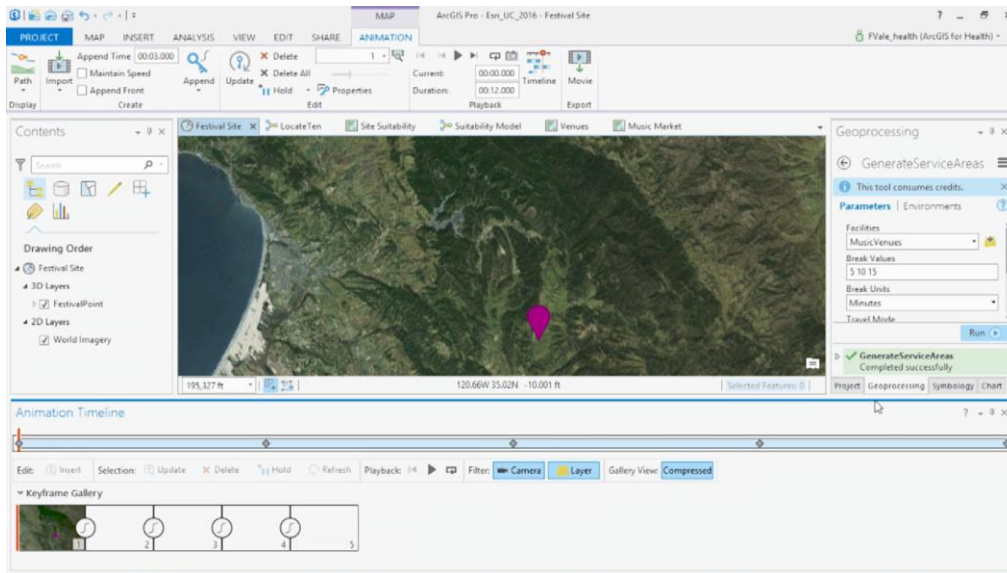 MAP
ArcGIS Pro - Esri_UC_2016 - Festival Site
?
PROJECT MAP INSERT ANALYSIS VIEW EDIT SHARE ANIMATION
FVale_health (ArcGIS for Health)
Path
Display
Import
Append Time 00:03.000
Maintain Speed
Append Front
Create
Append
Update
Delete
Delete All
Hold
Properties
1
Edit
Current: 00:00.000
Duration: 00:12.000
Playback
Timeline
Movie
Export
Contents
Search
Drawing Order
Festival Site
3D Layers
FestivalPoint
2D Layers
World Imagery
Festival Site LocateTen Site Suitability Suitability Model Venues Music Market
195,327 ft
120.66W 35.02N -10.001 ft
Selected Features: 0
Geoprocessing
GenerateServiceAreas
This tool consumes credits.
Parameters | Environments
Facilities
MusicVenues
Break Values
5 10 15
Break Units
Minutes
Travel Mode
Run
GenerateServiceAreas
Completed successfully
Project Geoprocessing Symbology Chart
Animation Timeline
?
Edit: Insert Selection: Update Delete Hold Refresh Playback: Filter: Camera Layer Gallery View: Compressed
Keyframe Gallery
1 2 3 4 5